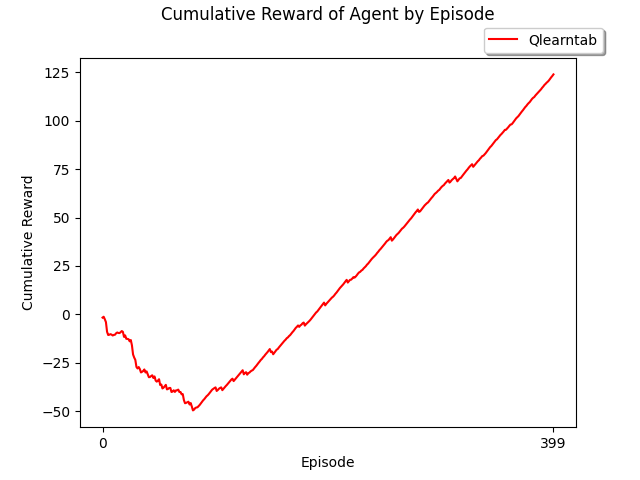 Cumulative Reward of Agent by Episode
Qlearntab
125
100
75
50
25
0
−25
−50
Cumulative Reward
0
399
Episode